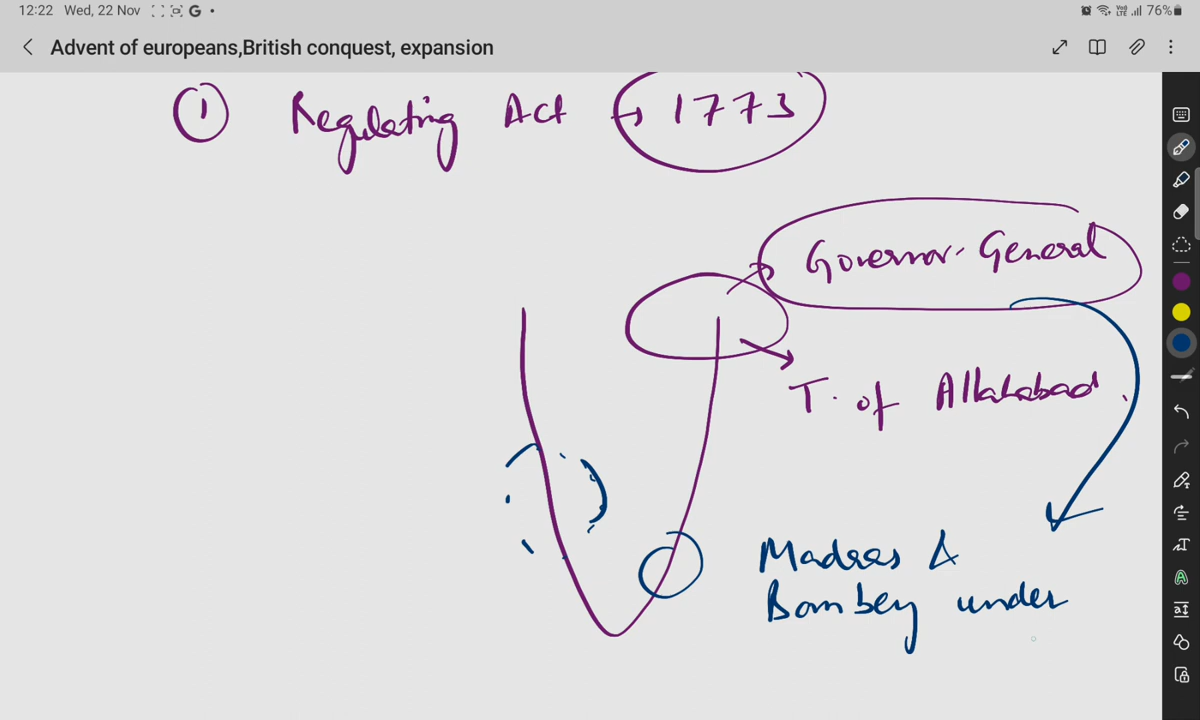 12:22 Wed, 22 Nov G 76%
Advent of europeans,British conquest, expansion
1 Regulating Act → 1773
Governor-General
T. of Allahabad.
Madras &
Bombay under